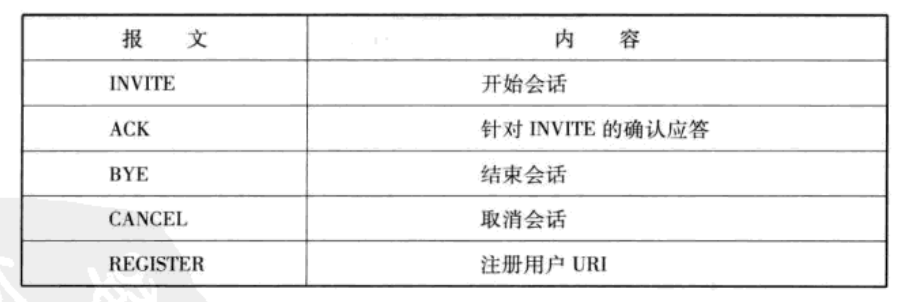 报 文 内 容
INVITE 开始会话
ACK 针对 INVITE 的确认应答
BYE 结束会话
CANCEL 取消会话
REGISTER 注册用户 URI